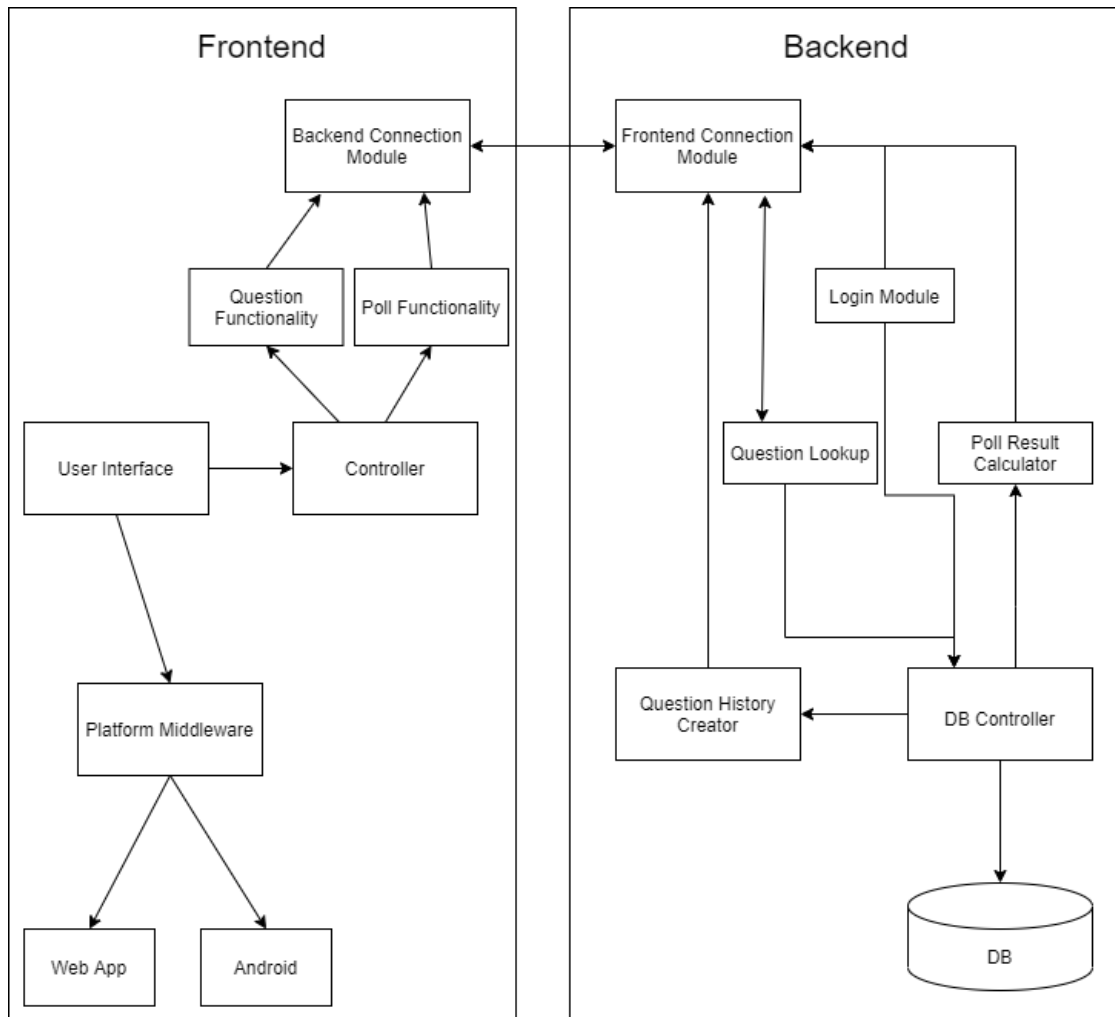 Frontend
Backend Connection
Module
Question
Functionality
Poll Functionality
User Interface
Controller
Platform Middleware
Web App
Android
Backend
Frontend Connection
Module
Login Module
Question Lookup
Poll Result
Calculator
Question History
Creator
DB Controller
DB